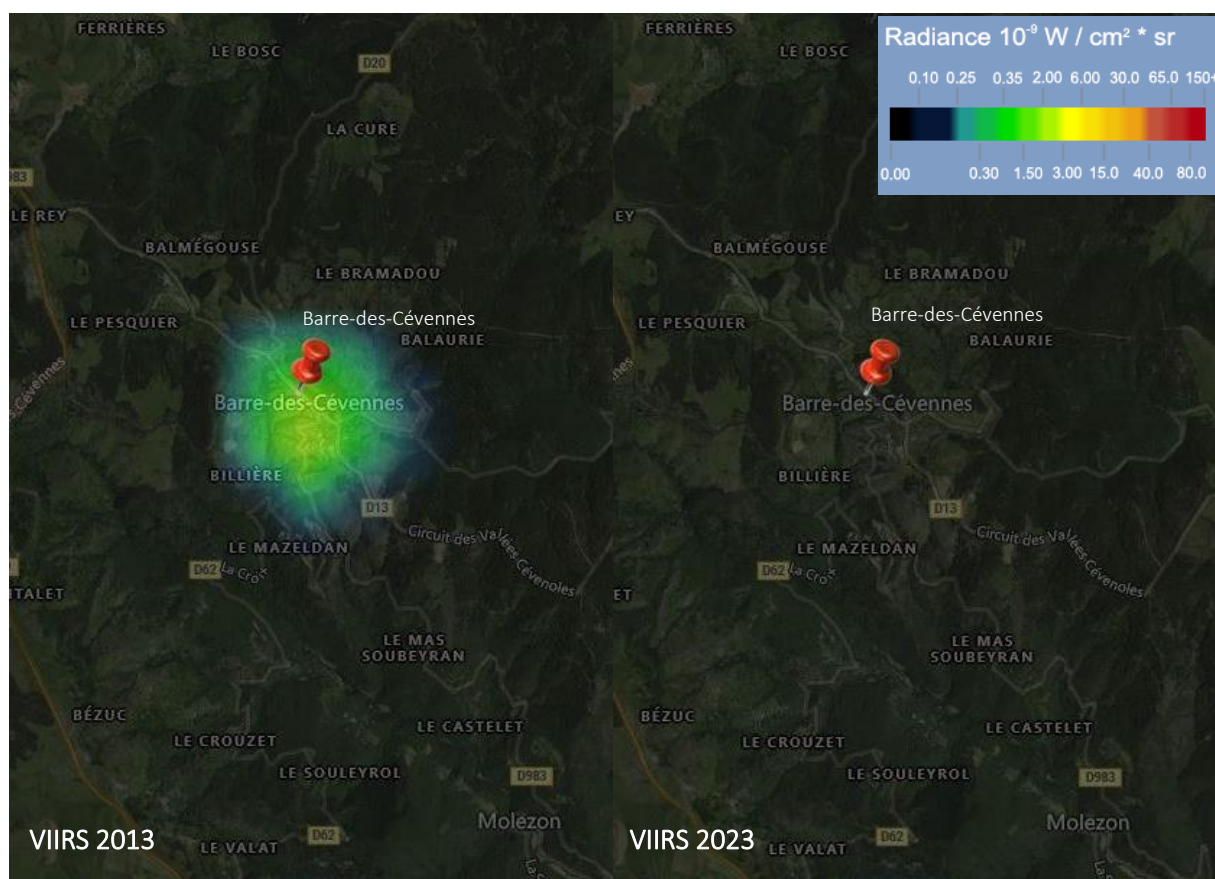 FERRIÈRES
LE BOSC
D20
LA CURE
983
LE REY
BALMÉGOUSE
LE BRAMADOU
LE PESQUIER
Barre-des-Cévennes
BALAURIE
s-Cévennes
Barre-des-Cévennes
BILLIÈRE
D13
Circuit des Vallées Cévenoles
LE MAZELDAN
D62
La Croix
ITALET
LE MAS
SOUBEYRAN
BÉZUC
LE CASTELET
LE CROUZET
LE SOULEYROL
D983
Molezon
VIIRS 2013
D62
LE VALAT
La
FERRIÈRES
LE BOSC
Radiance 10⁻⁹ W / cm² * sr
0.10 0.25 0.35 2.00 6.00 30.0 65.0 150+
0.00 0.30 1.50 3.00 15.0 40.0 80.0
EY
BALMÉGOUSE
LE BRAMADOU
LE PESQUIER
Barre-des-Cévennes
BALAURIE
nnes
Barre-des-Cévennes
BILLIÈRE
D13
Circuit des Vallées Cévenoles
LE MAZELDAN
D62
La Croix
ET
LE MAS
SOUBEYRAN
BÉZUC
LE CASTELET
LE CROUZET
LE SOULEYROL
D983
Molezon
VIIRS 2023
D62
LE VALAT
La